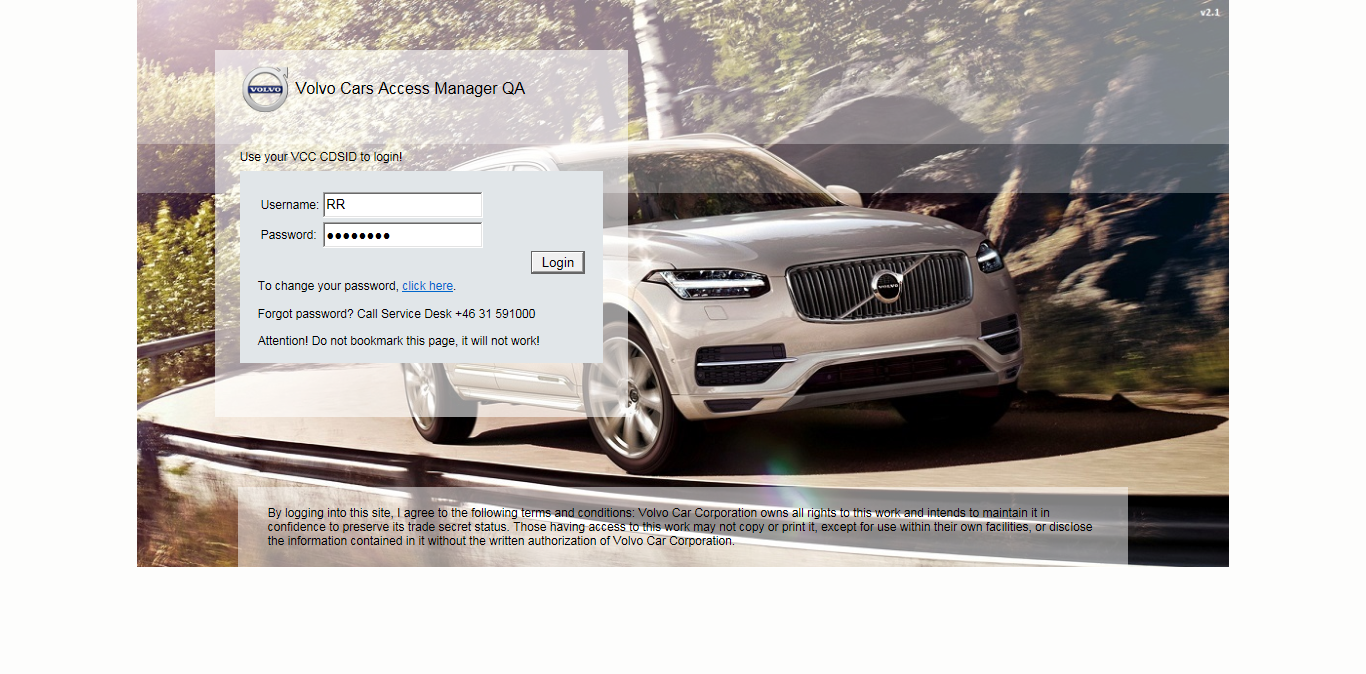 v2.1
VOLVO Volvo Cars Access Manager QA
Use your VCC CDSID to login!
Username: RR
Password: ●●●●●●●●
Login
To change your password, click here.
Forgot password? Call Service Desk +46 31 591000
Attention! Do not bookmark this page, it will not work!
VOLVO
By logging into this site, I agree to the following terms and conditions: Volvo Car Corporation owns all rights to this work and intends to maintain it in
confidence to preserve its trade secret status. Those having access to this work may not copy or print it, except for use within their own facilities, or disclose
the information contained in it without the written authorization of Volvo Car Corporation.